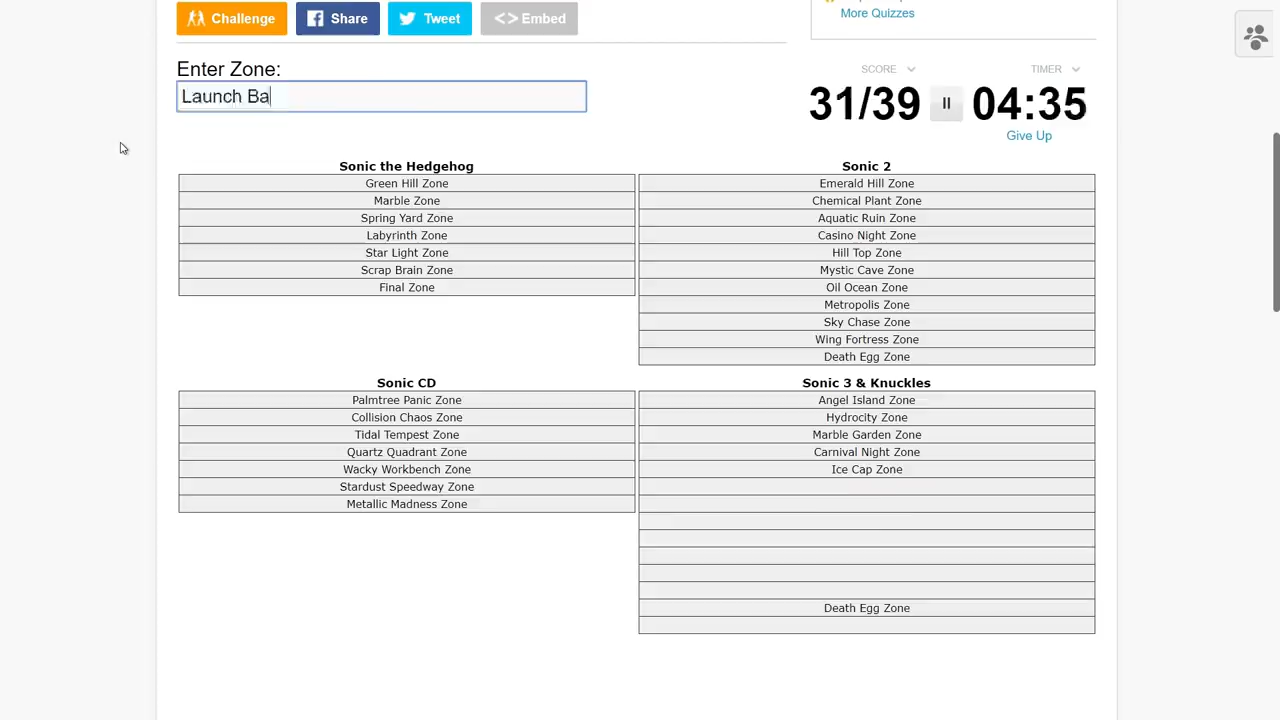 Challenge
Share
Tweet
<> Embed
More Quizzes
Enter Zone:
Launch Ba
SCORE
TIMER
31/39
04:35
Give Up
Sonic the Hedgehog
Green Hill Zone
Marble Zone
Spring Yard Zone
Labyrinth Zone
Star Light Zone
Scrap Brain Zone
Final Zone
Sonic 2
Emerald Hill Zone
Chemical Plant Zone
Aquatic Ruin Zone
Casino Night Zone
Hill Top Zone
Mystic Cave Zone
Oil Ocean Zone
Metropolis Zone
Sky Chase Zone
Wing Fortress Zone
Death Egg Zone
Sonic CD
Palmtree Panic Zone
Collision Chaos Zone
Tidal Tempest Zone
Quartz Quadrant Zone
Wacky Workbench Zone
Stardust Speedway Zone
Metallic Madness Zone
Sonic 3 & Knuckles
Angel Island Zone
Hydrocity Zone
Marble Garden Zone
Carnival Night Zone
Ice Cap Zone
Death Egg Zone